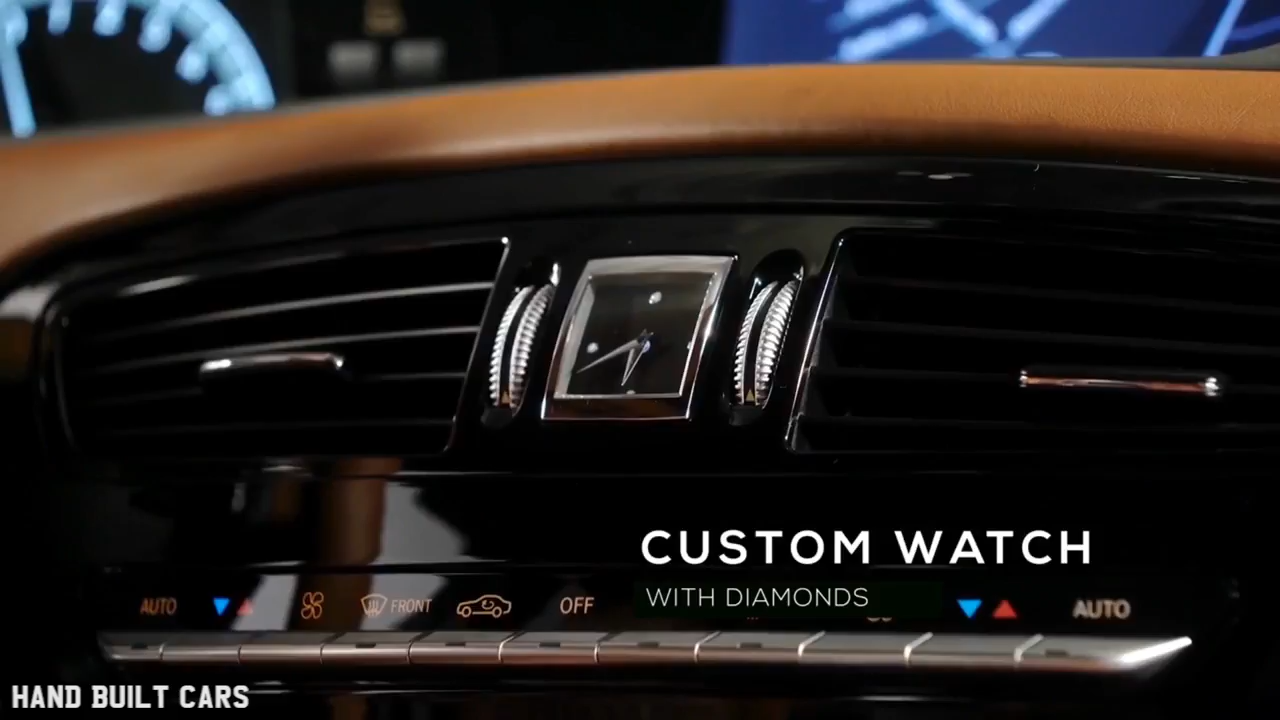 CUSTOM WATCH
WITH DIAMONDS
AUTO
FRONT
OFF
AUTO
HAND BUILT CARS